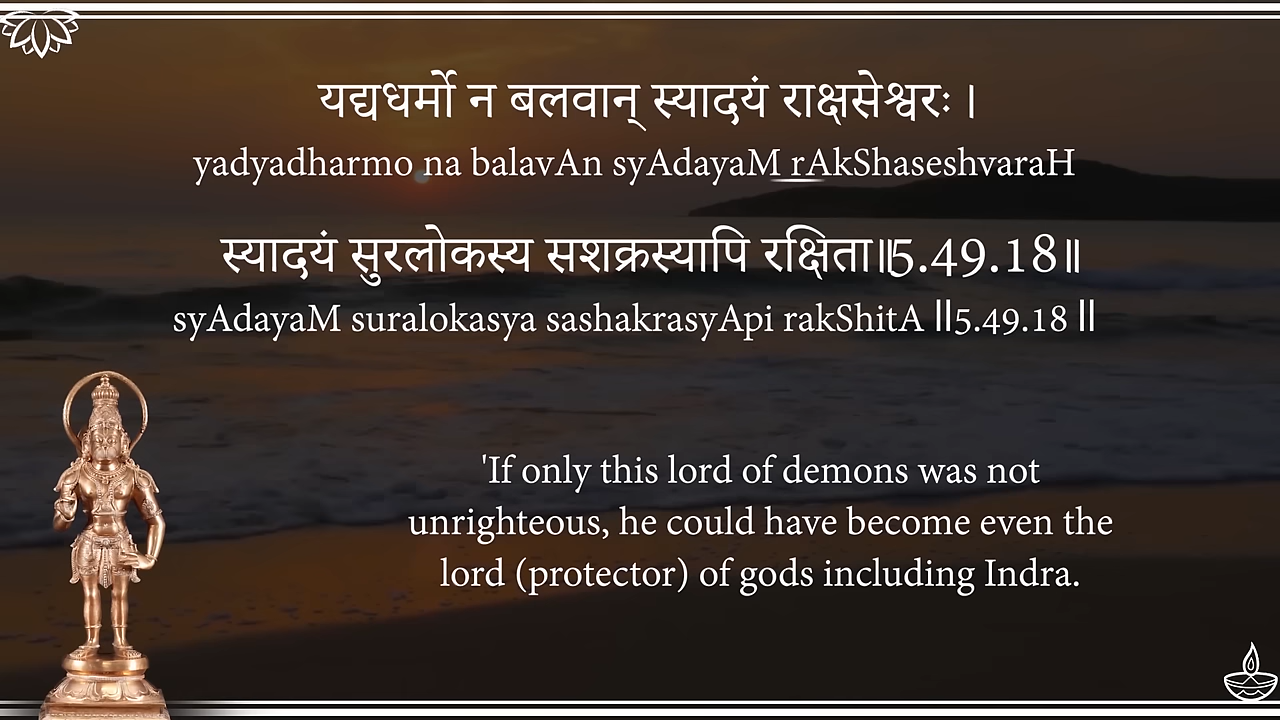 यद्यधर्मो न बलवान् स्यादयं राक्षसेश्वरः ।
yadyadharmo na balavAn syAdayaM rAkShaseshvaraH
स्यादयं सुरलोकस्य सशक्रस्यापि रक्षिता॥5.49.18॥
syAdayaM suralokasya sashakrasyApi rakShitA ॥5.49.18 ॥
'If only this lord of demons was not
unrighteous, he could have become even the
lord (protector) of gods including Indra.